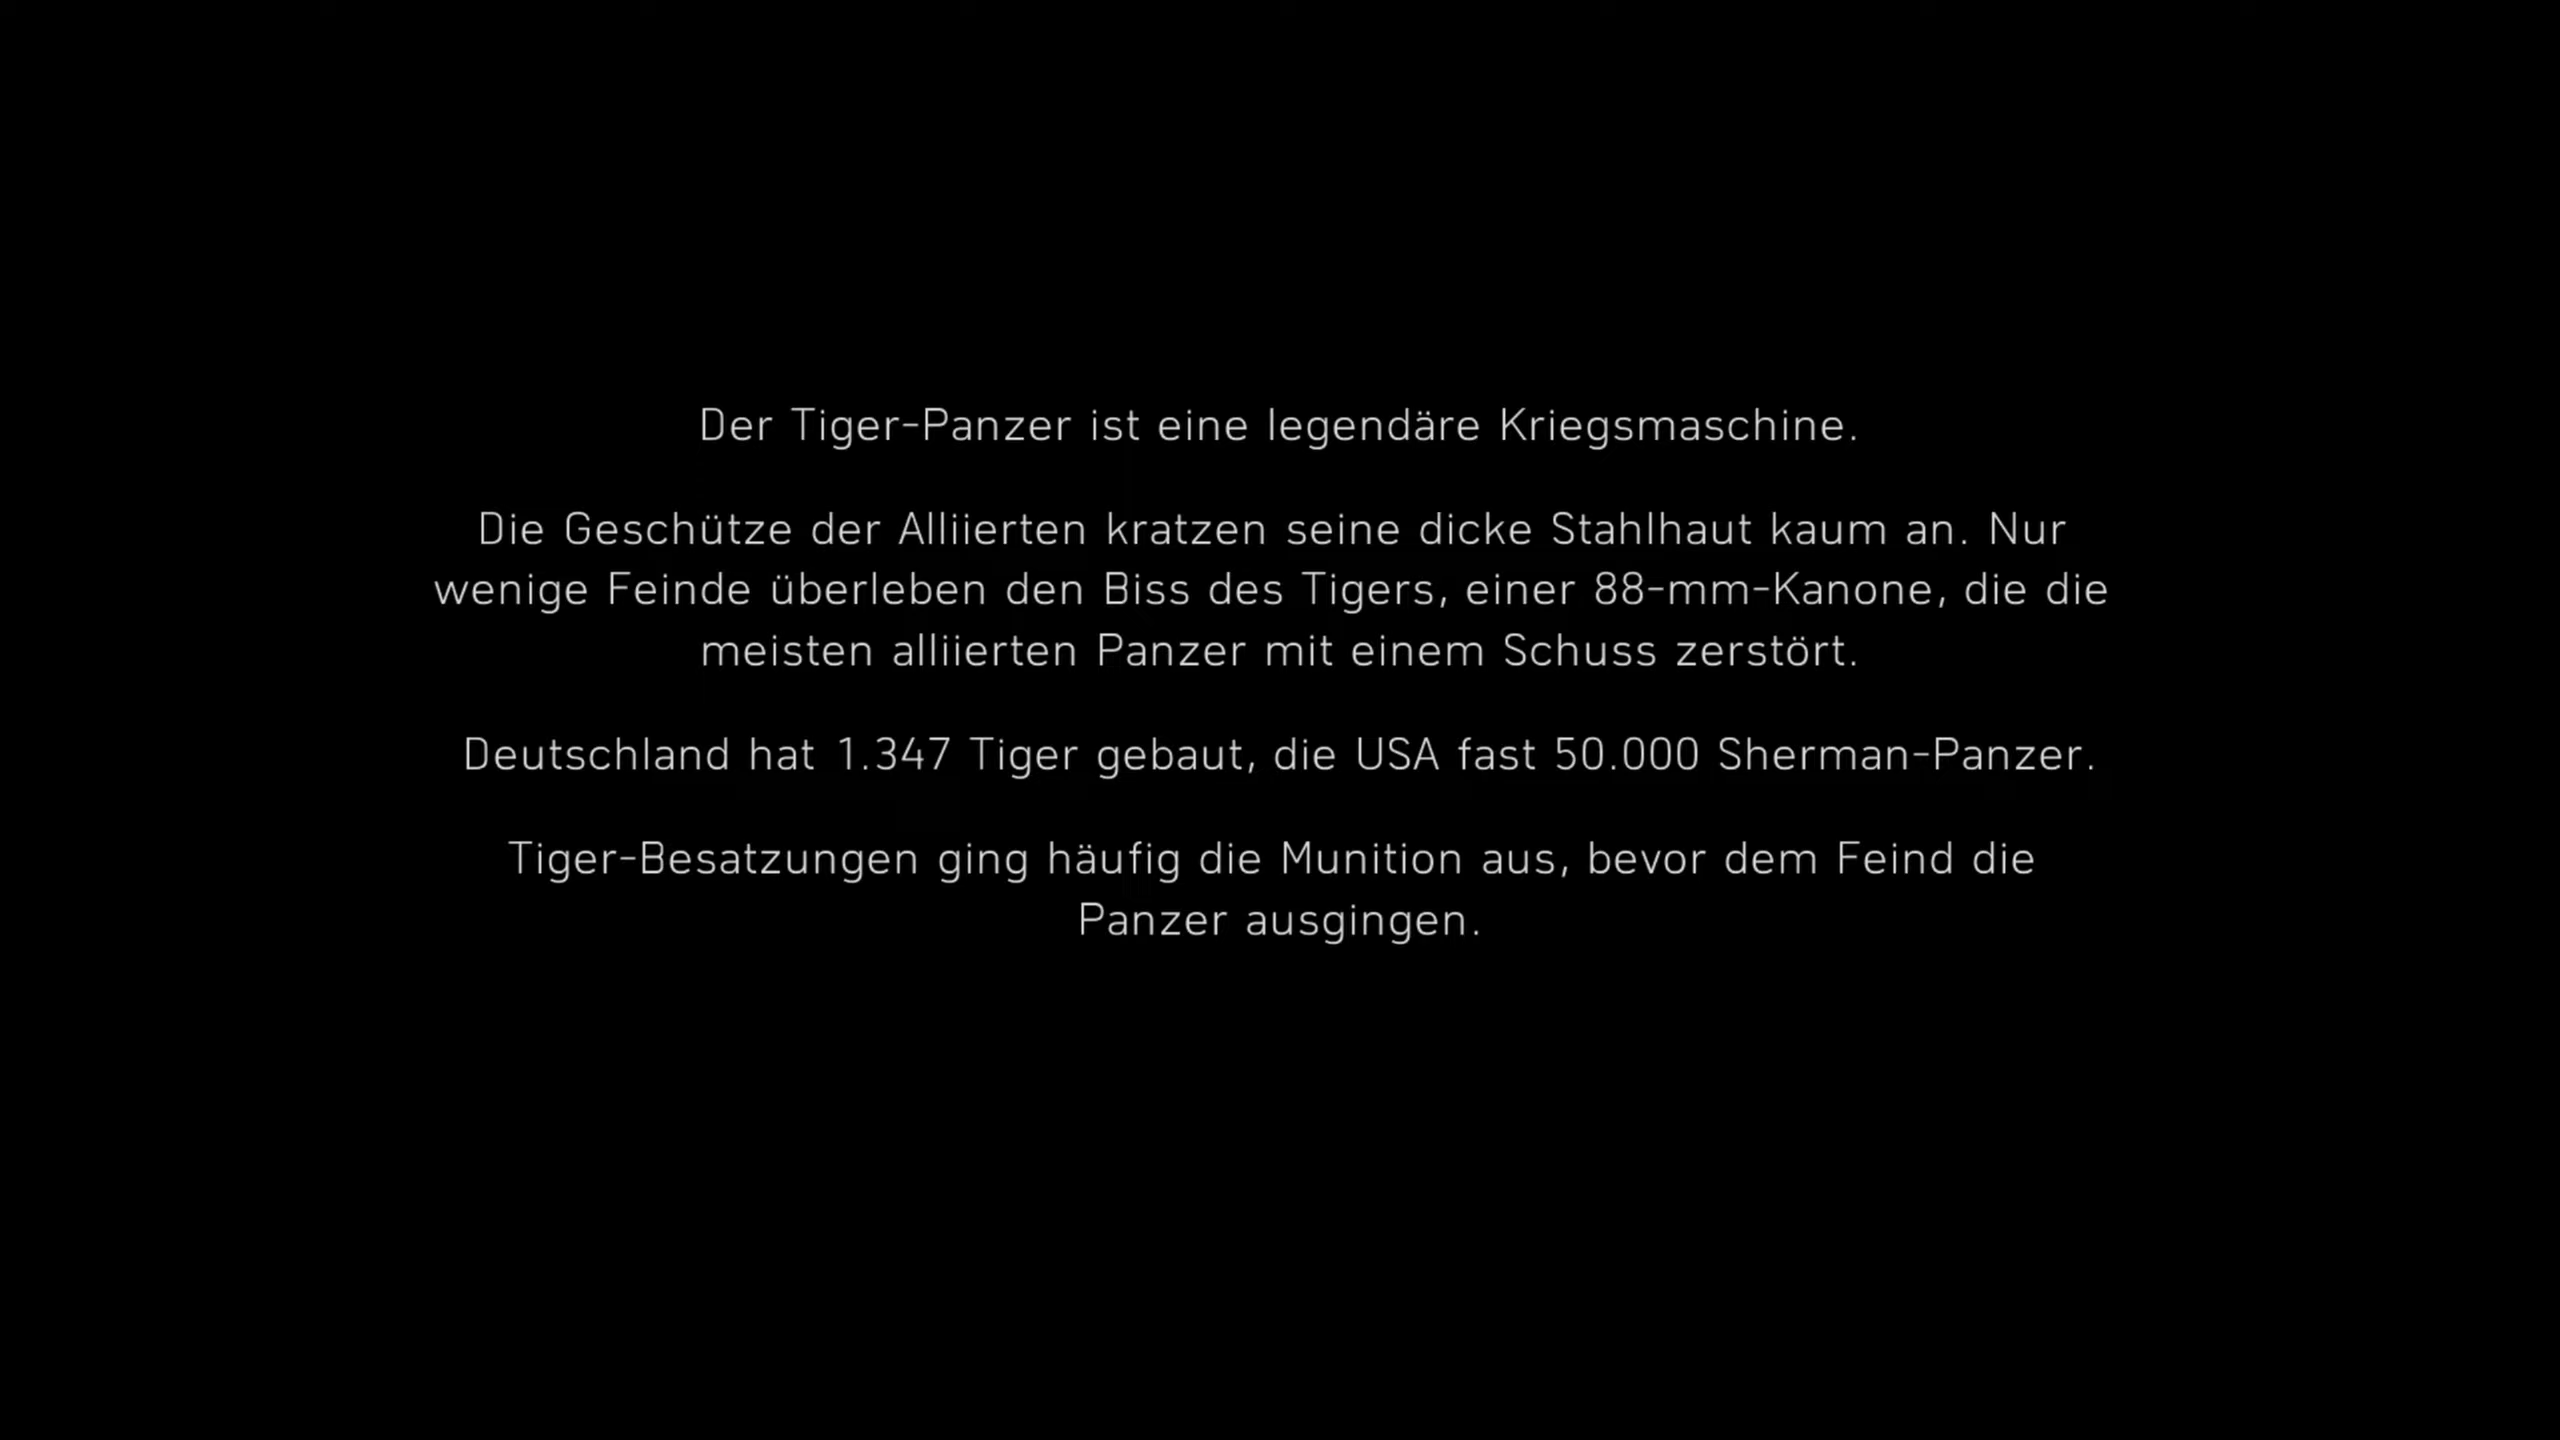 Der Tiger-Panzer ist eine legendäre Kriegsmaschine.
Die Geschütze der Alliierten kratzen seine dicke Stahlhaut kaum an. Nur
wenige Feinde überleben den Biss des Tigers, einer 88-mm-Kanone, die die
meisten alliierten Panzer mit einem Schuss zerstört.
Deutschland hat 1.347 Tiger gebaut, die USA fast 50.000 Sherman-Panzer.
Tiger-Besatzungen ging häufig die Munition aus, bevor dem Feind die
Panzer ausgingen.